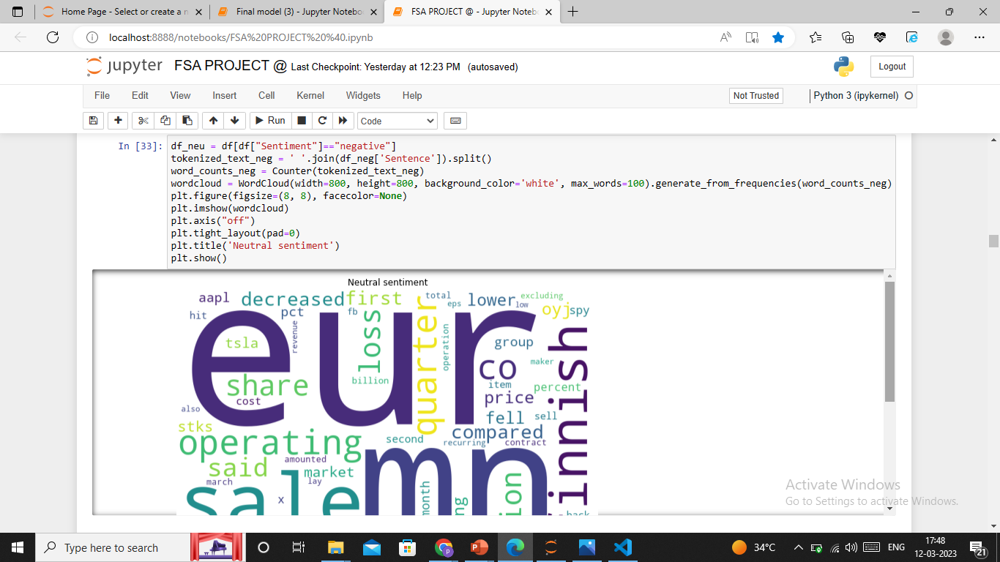 Home Page - Select or create a n
Final model (3) - Jupyter Notebo
FSA PROJECT @ - Jupyter Noteb
localhost:8888/notebooks/FSA%20PROJECT%20%40.ipynb
jupyter FSA PROJECT @ Last Checkpoint: Yesterday at 12:23 PM (autosaved)
Logout
File Edit View Insert Cell Kernel Widgets Help
Not Trusted
Python 3 (ipykernel)
Run
Code
In [33]:
df_neu = df[df["Sentiment"]=="negative"]
tokenized_text_neg = ' '.join(df_neg['Sentence']).split()
word_counts_neg = Counter(tokenized_text_neg)
wordcloud = WordCloud(width=800, height=800, background_color='white', max_words=100).generate_from_frequencies(word_counts_neg)
plt.figure(figsize=(8, 8), facecolor=None)
plt.imshow(wordcloud)
plt.axis("off")
plt.tight_layout(pad=0)
plt.title('Neutral sentiment')
plt.show()
Neutral sentiment
aapl decreased first quarter total eps lower low excluding
hit pct fb oyj spy
eur
tsla revenue loss operation group
share co maker
cost billion item percent
also price
stks fell sell
operating second compared
recurring contract
said amounted market
march lay
sale x mn month
innish
ion
ng
back
Activate Windows
Go to Settings to activate Windows.
Type here to search
34°C
ENG
17:48
12-03-2023
21